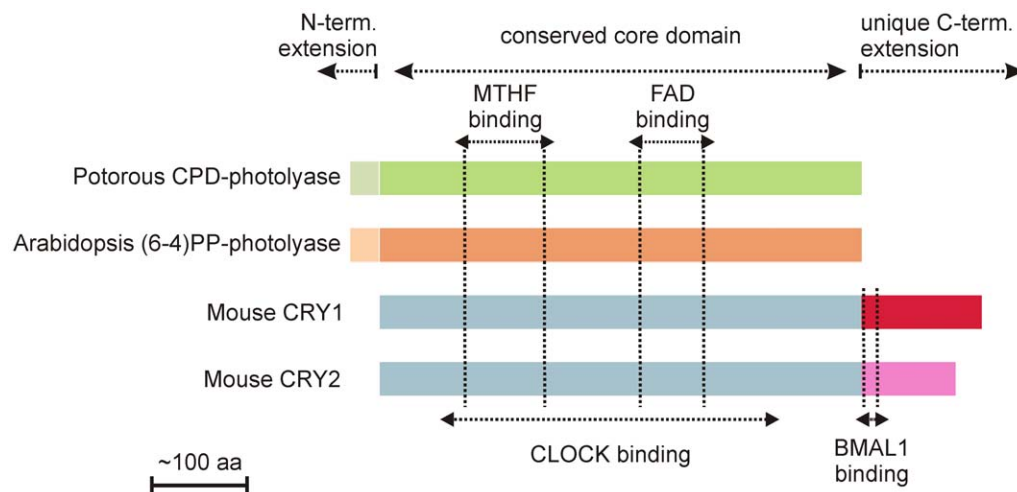 N-term.
extension
conserved core domain
unique C-term.
extension
MTHF
binding
FAD
binding
Potorous CPD-photolyase
Arabidopsis (6-4)PP-photolyase
Mouse CRY1
Mouse CRY2
CLOCK binding
BMAL1
binding
~100 aa